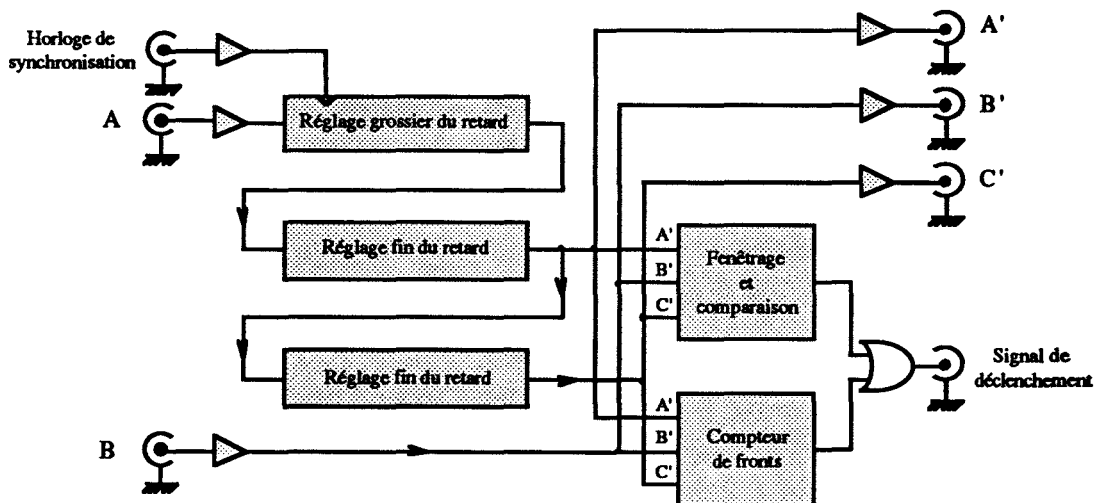 Horloge de
synchronisation
A
Réglage grossier du retard
Réglage fin du retard
Réglage fin du retard
B
A'
B'
C'
A'
B'
C'
Fenêtrage
et
comparaison
A'
B'
C'
Compteur
de fronts
Signal de
déclenchement